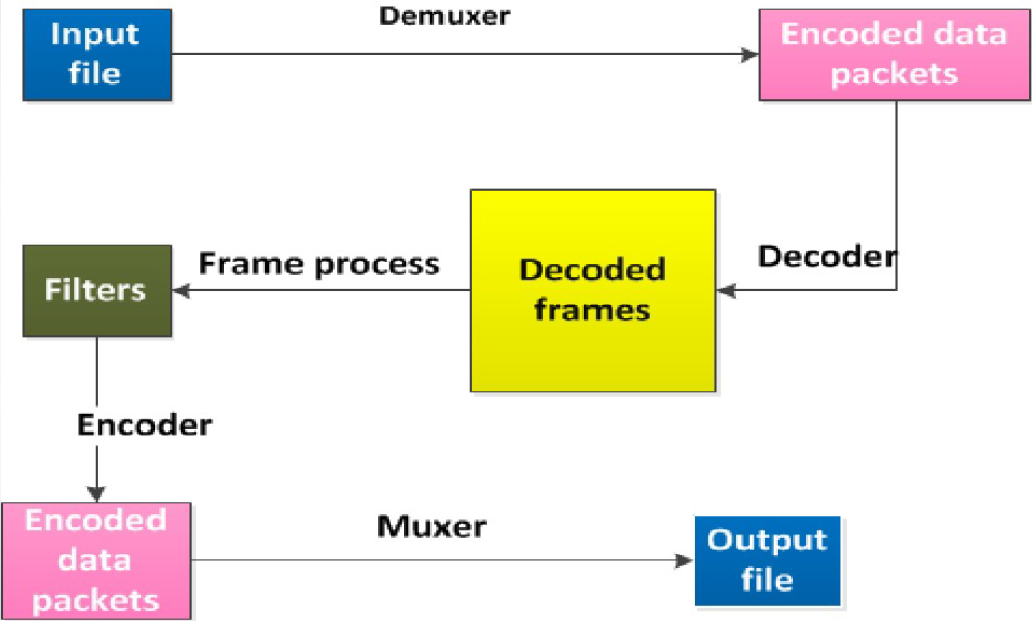 Demuxer
Input
file
Encoded data
packets
Decoder
Frame process
Decoded
frames
Filters
Encoder
Encoded
data
packets
Muxer
Output
file